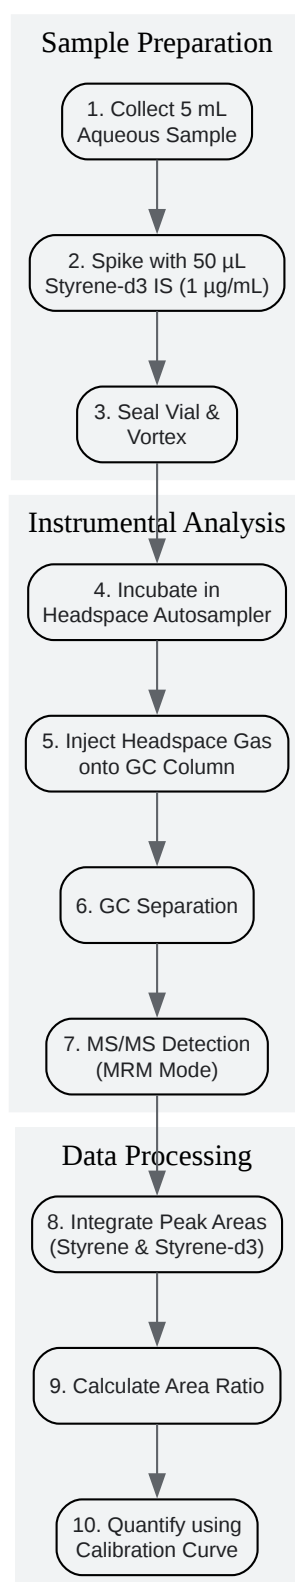 Sample Preparation
1. Collect 5 mL
Aqueous Sample
2. Spike with 50 µL
Styrene-d3 IS (1 µg/mL)
3. Seal Vial &
Vortex
Instrumental Analysis
4. Incubate in
Headspace Autosampler
5. Inject Headspace Gas
onto GC Column
6. GC Separation
7. MS/MS Detection
(MRM Mode)
Data Processing
8. Integrate Peak Areas
(Styrene & Styrene-d3)
9. Calculate Area Ratio
10. Quantify using
Calibration Curve